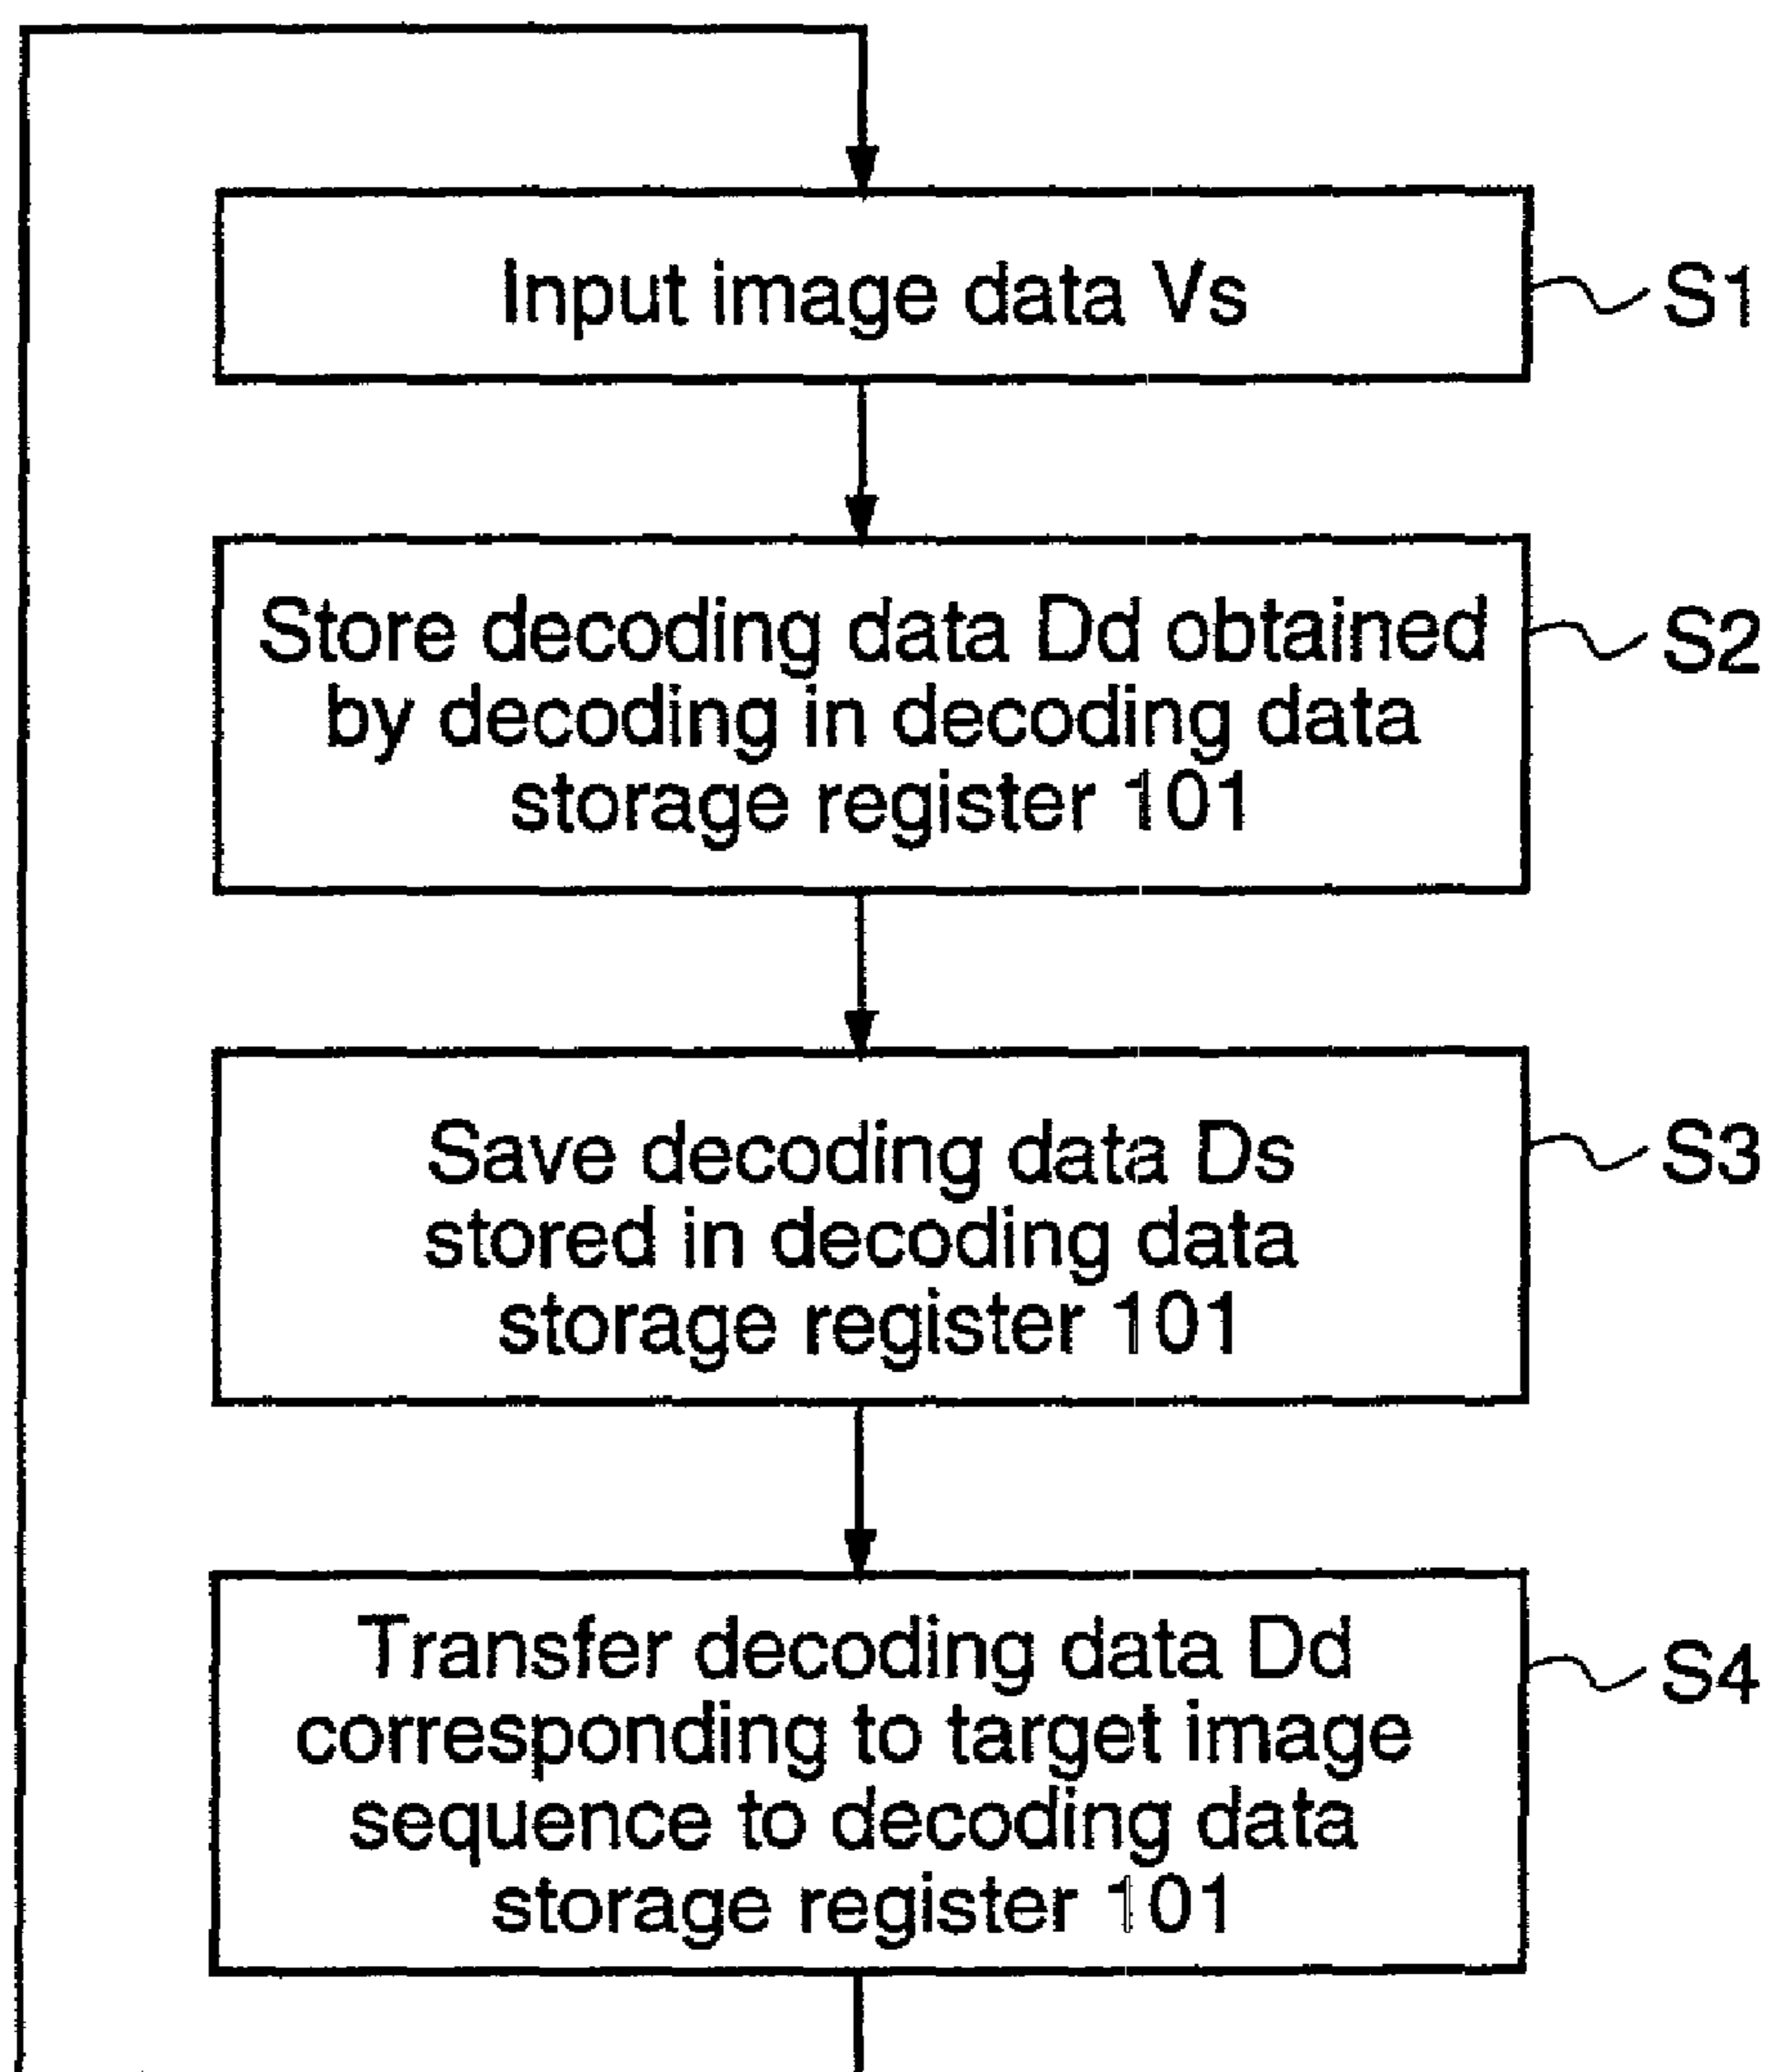 Input image data Vs
S1
Store decoding data Dd obtained
by decoding in decoding data
storage register 101
S2
Save decoding data Ds
stored in decoding data
storage register 101
S3
Transfer decoding data Dd
corresponding to target image
sequence to decoding data
storage register 101
S4